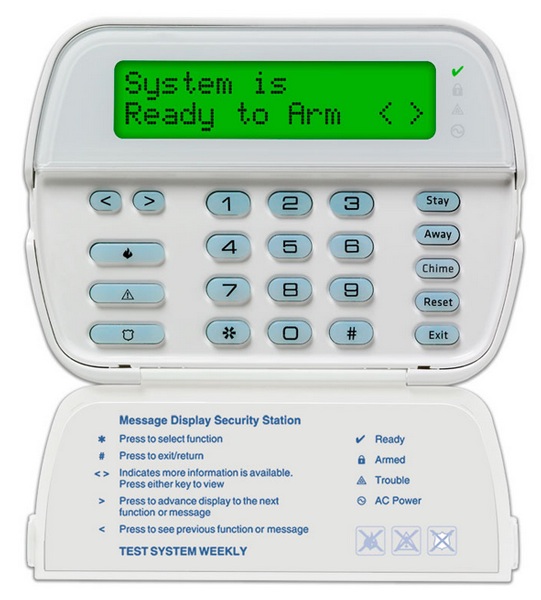 System is
Ready to Arm < >
< > 1 2 3 Stay
4 5 6 Away
Chime
7 8 9 Reset
* 0 # Exit
Message Display Security Station
* Press to select function
# Press to exit/return
< > Indicates more information is available.
Press either key to view
> Press to advance display to the next
function or message
< Press to see previous function or message
TEST SYSTEM WEEKLY
✔ Ready
Armed
Trouble
AC Power